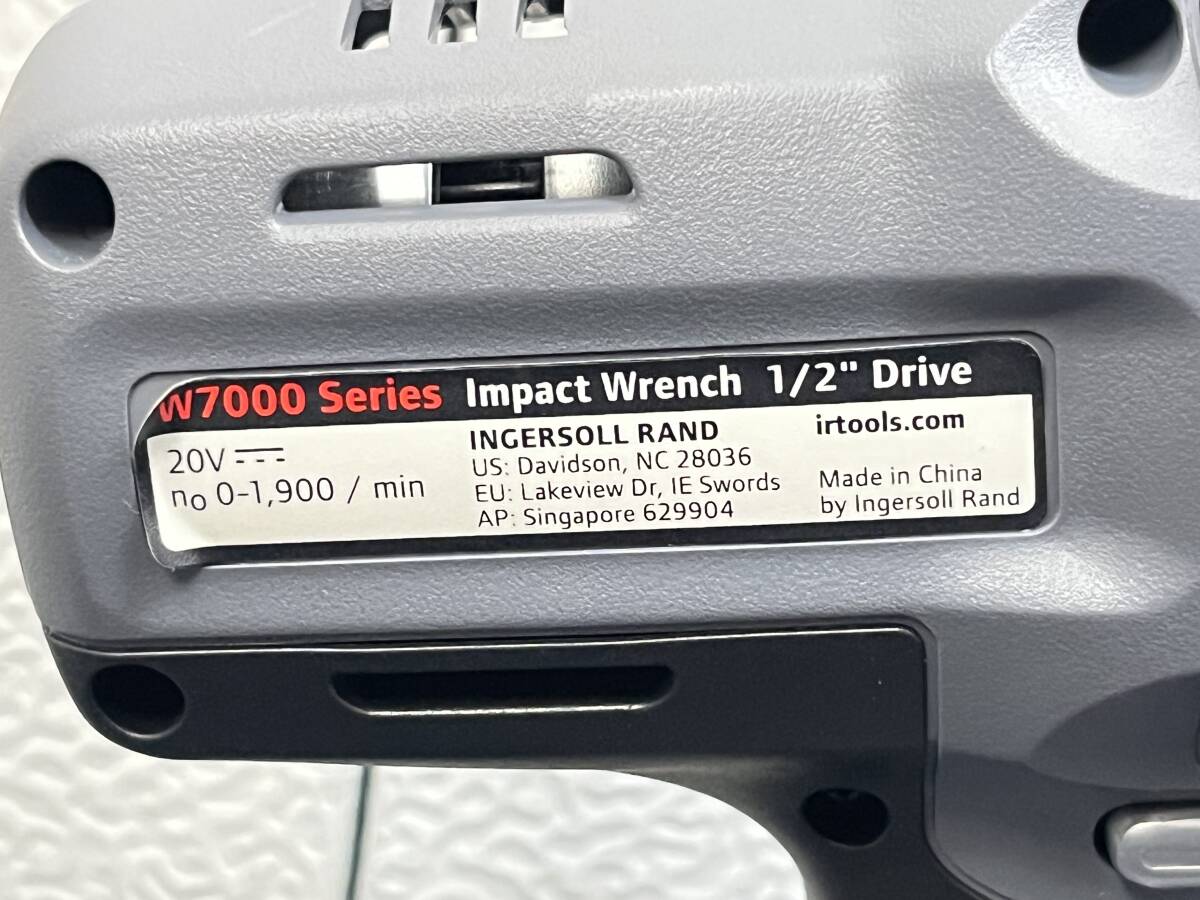 W7000 Series Impact Wrench 1/2" Drive
20V ⎓
no 0-1,900 / min
INGERSOLL RAND
US: Davidson, NC 28036
EU: Lakeview Dr, IE Swords
AP: Singapore 629904
irtools.com
Made in China
by Ingersoll Rand